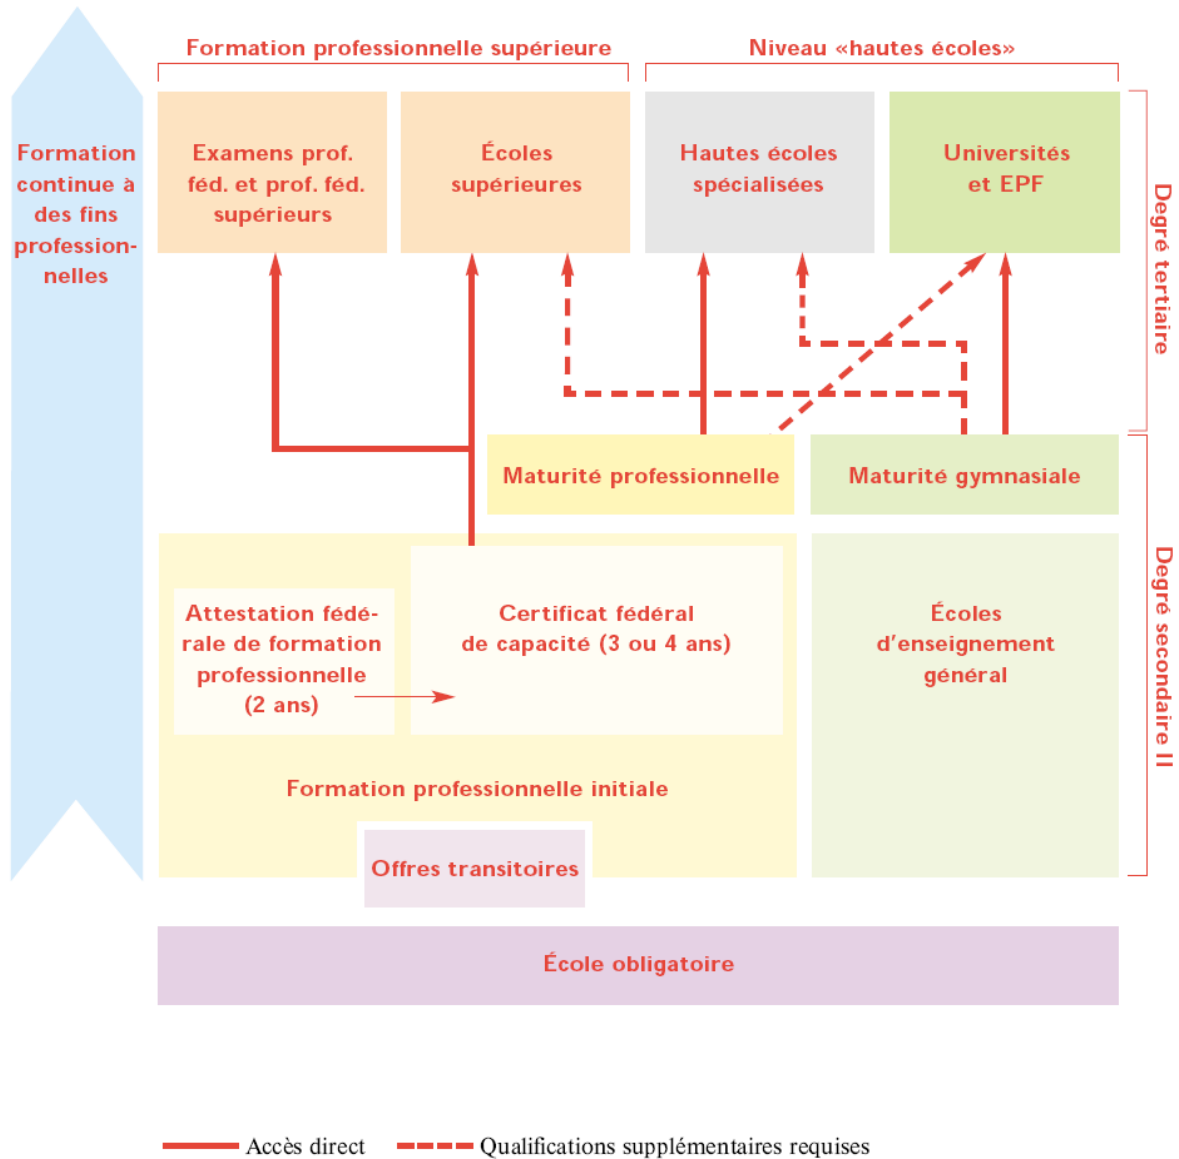 Formation professionnelle supérieure
Niveau «hautes écoles»
Formation
continue à
des fins
profession-
nelles
Examens prof.
féd. et prof. féd.
supérieurs
Écoles
supérieures
Hautes écoles
spécialisées
Universités
et EPF
Degré tertiaire
Maturité professionnelle
Maturité gymnasiale
Attestation fédé-
rale de formation
professionnelle
(2 ans)
Certificat fédéral
de capacité (3 ou 4 ans)
Écoles
d'enseignement
général
Degré secondaire II
Formation professionnelle initiale
Offres transitoires
École obligatoire
Accès direct
Qualifications supplémentaires requises